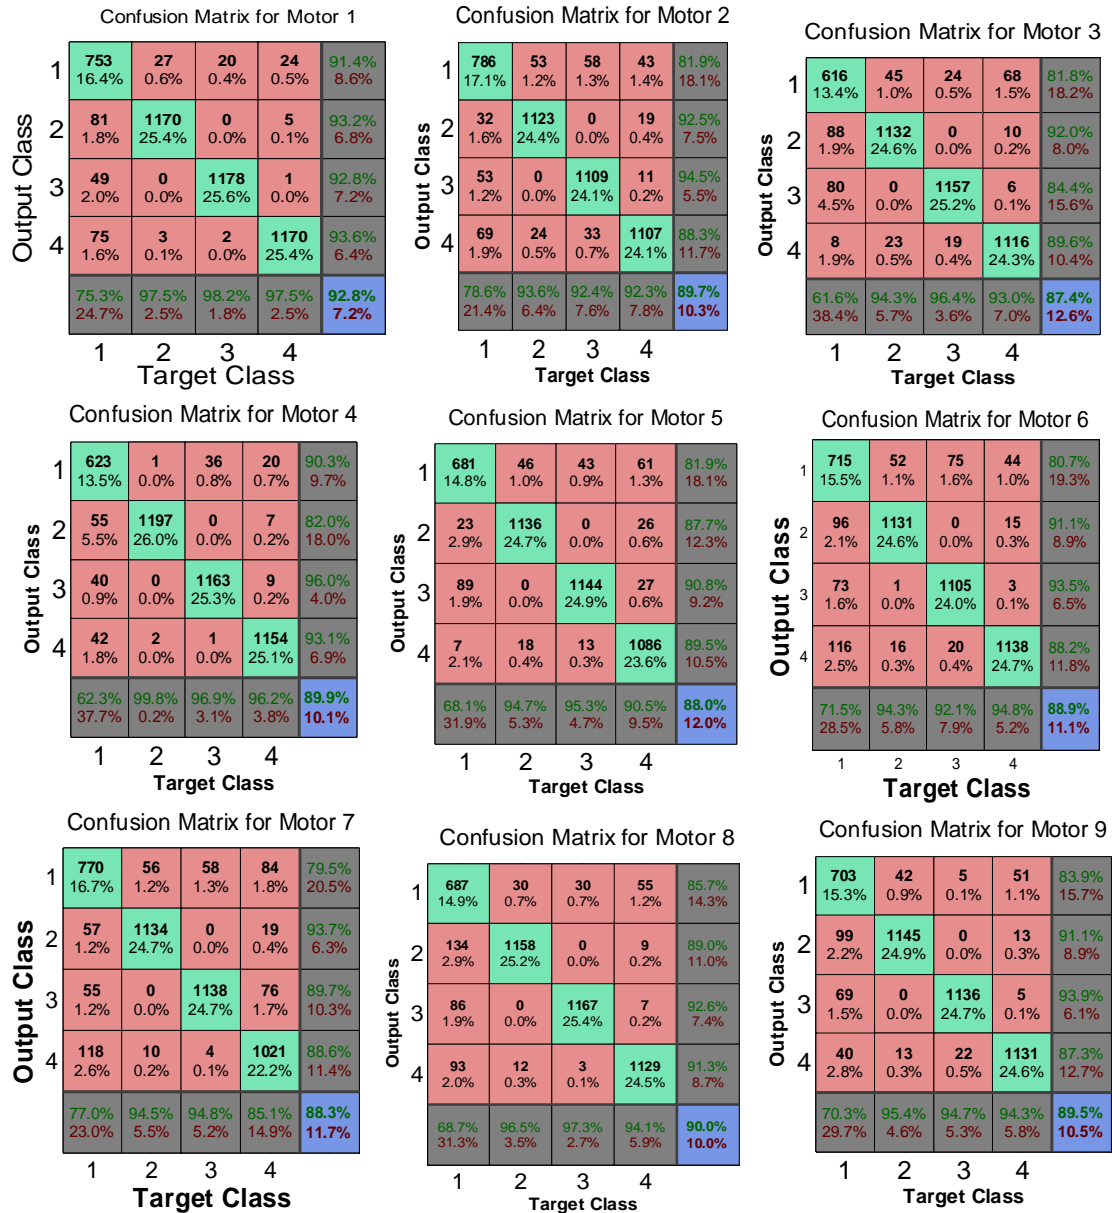 Confusion Matrix for Motor 1
753 27 20 24 91.4%
1 16.4% 0.6% 0.4% 0.5% 8.6%
81 1170 0 5 93.2%
2 1.8% 25.4% 0.0% 0.1% 6.8%
49 0 1178 1 92.8%
3 2.0% 0.0% 25.6% 0.0% 7.2%
75 3 2 1170 93.6%
4 1.6% 0.1% 0.0% 25.4% 6.4%
75.3% 97.5% 98.2% 97.5% 92.8%
24.7% 2.5% 1.8% 2.5% 7.2%
1 2 3 4
Output Class
Target Class
Confusion Matrix for Motor 2
786 53 58 43 81.9%
1 17.1% 1.2% 1.3% 1.4% 18.1%
32 1123 0 19 92.5%
2 1.6% 24.4% 0.0% 0.4% 7.5%
53 0 1109 11 94.5%
3 1.2% 0.0% 24.1% 0.2% 5.5%
69 24 33 1107 88.3%
4 1.9% 0.5% 0.7% 24.1% 11.7%
78.6% 93.6% 92.4% 92.3% 89.7%
21.4% 6.4% 7.6% 7.8% 10.3%
1 2 3 4
Output Class
Target Class
Confusion Matrix for Motor 3
616 45 24 68 81.8%
1 13.4% 1.0% 0.5% 1.5% 18.2%
88 1132 0 10 92.0%
2 1.9% 24.6% 0.0% 0.2% 8.0%
80 0 1157 6 84.4%
3 4.5% 0.0% 25.2% 0.1% 15.6%
8 23 19 1116 89.6%
4 1.9% 0.5% 0.4% 24.3% 10.4%
61.6% 94.3% 96.4% 93.0% 87.4%
38.4% 5.7% 3.6% 7.0% 12.6%
1 2 3 4
Output Class
Target Class
Confusion Matrix for Motor 4
623 1 36 20 90.3%
1 13.5% 0.0% 0.8% 0.7% 9.7%
55 1197 0 7 82.0%
2 5.5% 26.0% 0.0% 0.2% 18.0%
40 0 1163 9 96.0%
3 0.9% 0.0% 25.3% 0.2% 4.0%
42 2 1 1154 93.1%
4 1.8% 0.0% 0.0% 25.1% 6.9%
62.3% 99.8% 96.9% 96.2% 89.9%
37.7% 0.2% 3.1% 3.8% 10.1%
1 2 3 4
Output Class
Target Class
Confusion Matrix for Motor 5
681 46 43 61 81.9%
1 14.8% 1.0% 0.9% 1.3% 18.1%
23 1136 0 26 87.7%
2 2.9% 24.7% 0.0% 0.6% 12.3%
89 0 1144 27 90.8%
3 1.9% 0.0% 24.9% 0.6% 9.2%
7 18 13 1086 89.5%
4 2.1% 0.4% 0.3% 23.6% 10.5%
68.1% 94.7% 95.3% 90.5% 88.0%
31.9% 5.3% 4.7% 9.5% 12.0%
1 2 3 4
Output Class
Target Class
Confusion Matrix for Motor 6
715 52 75 44 80.7%
1 15.5% 1.1% 1.6% 1.0% 19.3%
96 1131 0 15 91.1%
2 2.1% 24.6% 0.0% 0.3% 8.9%
73 1 1105 3 93.5%
3 1.6% 0.0% 24.0% 0.1% 6.5%
116 16 20 1138 88.2%
4 2.5% 0.3% 0.4% 24.7% 11.8%
71.5% 94.3% 92.1% 94.8% 88.9%
28.5% 5.8% 7.9% 5.2% 11.1%
1 2 3 4
Output Class
Target Class
Confusion Matrix for Motor 7
770 56 58 84 79.5%
1 16.7% 1.2% 1.3% 1.8% 20.5%
57 1134 0 19 93.7%
2 1.2% 24.7% 0.0% 0.4% 6.3%
55 0 1138 76 89.7%
3 1.2% 0.0% 24.7% 1.7% 10.3%
118 10 4 1021 88.6%
4 2.6% 0.2% 0.1% 22.2% 11.4%
77.0% 94.5% 94.8% 85.1% 88.3%
23.0% 5.5% 5.2% 14.9% 11.7%
1 2 3 4
Output Class
Target Class
Confusion Matrix for Motor 8
687 30 30 55 85.7%
1 14.9% 0.7% 0.7% 1.2% 14.3%
134 1158 0 9 89.0%
2 2.9% 25.2% 0.0% 0.2% 11.0%
86 0 1167 7 92.6%
3 1.9% 0.0% 25.4% 0.2% 7.4%
93 12 3 1129 91.3%
4 2.0% 0.3% 0.1% 24.5% 8.7%
68.7% 96.5% 97.3% 94.1% 90.0%
31.3% 3.5% 2.7% 5.9% 10.0%
1 2 3 4
Output Class
Target Class
Confusion Matrix for Motor 9
703 42 5 51 83.9%
1 15.3% 0.9% 0.1% 1.1% 15.7%
99 1145 0 13 91.1%
2 2.2% 24.9% 0.0% 0.3% 8.9%
69 0 1136 5 93.9%
3 1.5% 0.0% 24.7% 0.1% 6.1%
40 13 22 1131 87.3%
4 2.8% 0.3% 0.5% 24.6% 12.7%
70.3% 95.4% 94.7% 94.3% 89.5%
29.7% 4.6% 5.3% 5.8% 10.5%
1 2 3 4
Output Class
Target Class